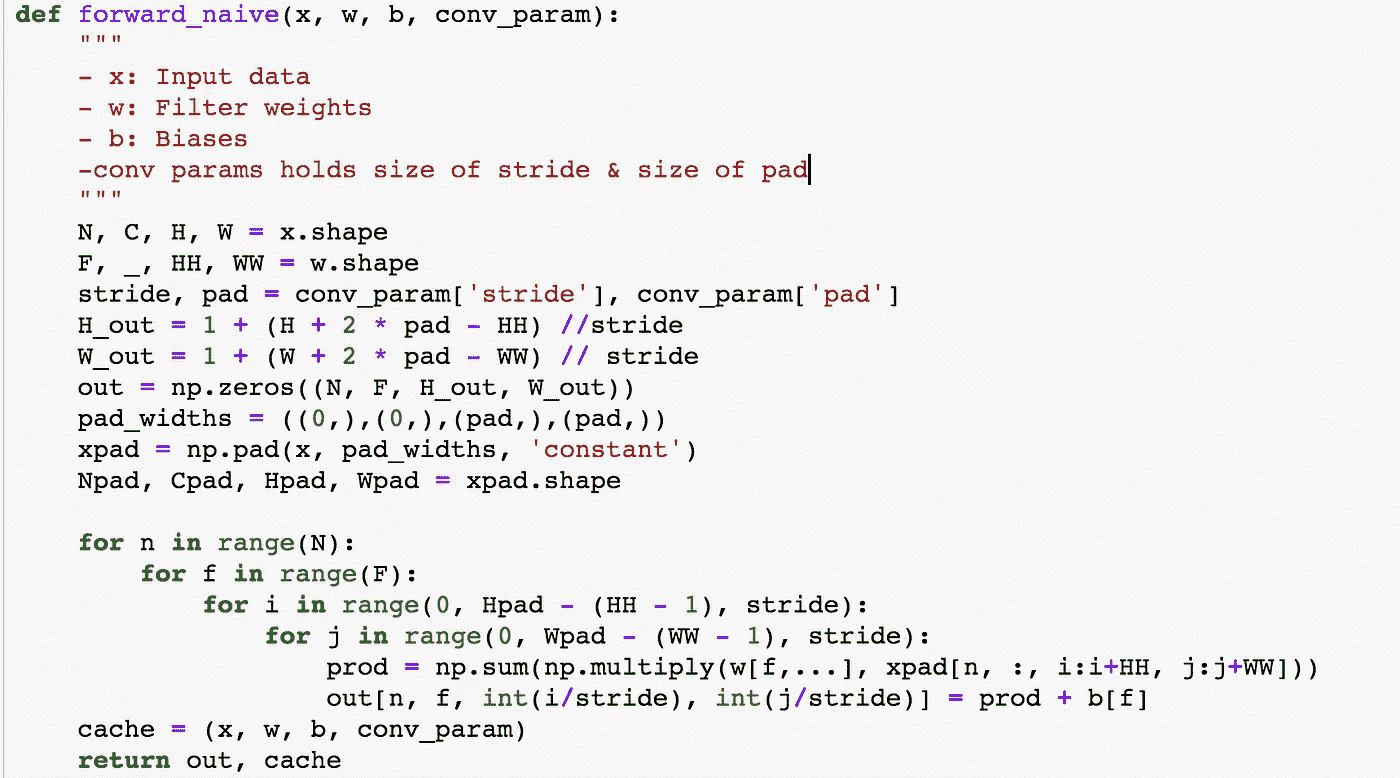 def forward_naive(x, w, b, conv_param):
    """
    - x: Input data
    - w: Filter weights
    - b: Biases
    -conv params holds size of stride & size of pad
    """
    N, C, H, W = x.shape
    F, _, HH, WW = w.shape
    stride, pad = conv_param['stride'], conv_param['pad']
    H_out = 1 + (H + 2 * pad - HH) //stride
    W_out = 1 + (W + 2 * pad - WW) // stride
    out = np.zeros((N, F, H_out, W_out))
    pad_widths = ((0,),(0,),(pad,),(pad,))
    xpad = np.pad(x, pad_widths, 'constant')
    Npad, Cpad, Hpad, Wpad = xpad.shape

    for n in range(N):
        for f in range(F):
            for i in range(0, Hpad - (HH - 1), stride):
                for j in range(0, Wpad - (WW - 1), stride):
                    prod = np.sum(np.multiply(w[f,...], xpad[n, :, i:i+HH, j:j+WW]))
                    out[n, f, int(i/stride), int(j/stride)] = prod + b[f]
    cache = (x, w, b, conv_param)
    return out, cache